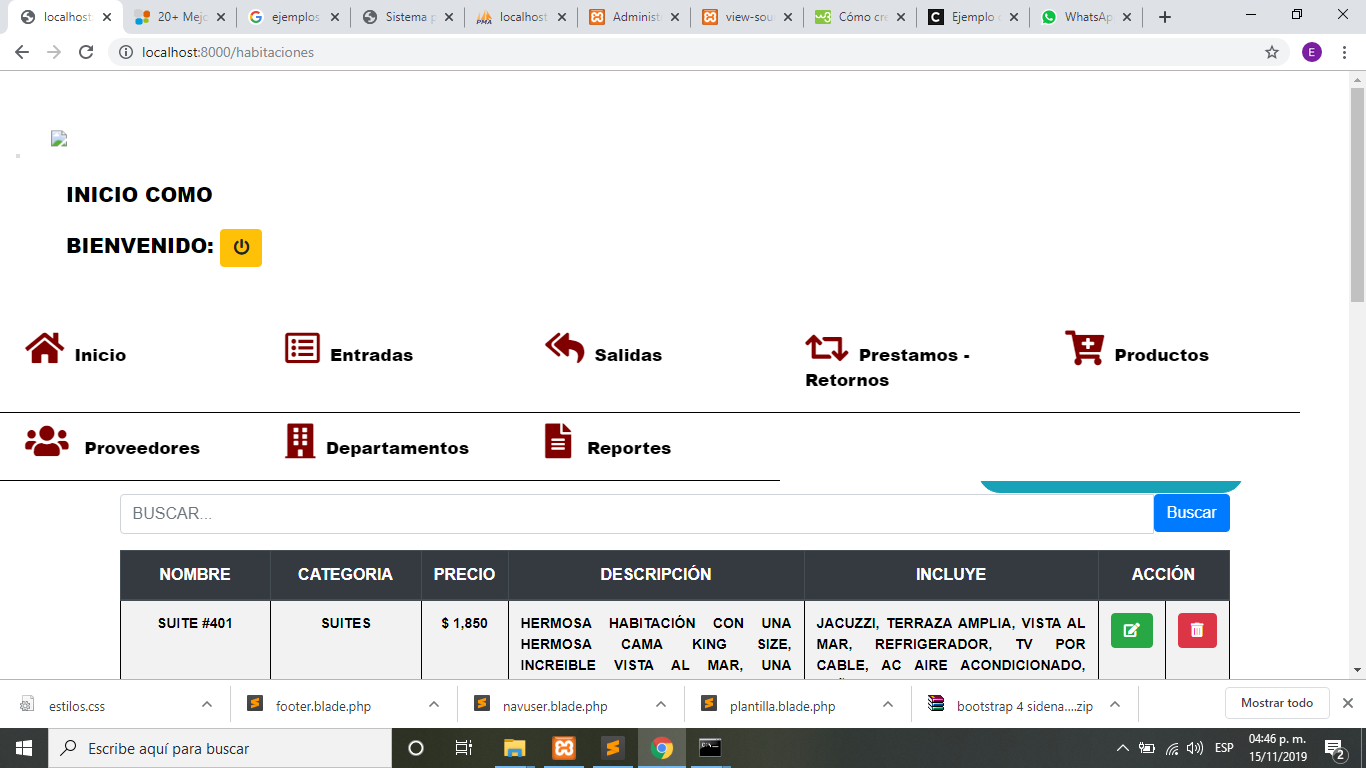 localhost: 20+ Mejo ejemplos Sistema p localhost Administ view-sou Cómo cre Ejemplo WhatsAp
localhost:8000/habitaciones E
INICIO COMO
BIENVENIDO:
Inicio Entradas Salidas Prestamos - Retornos Productos
Proveedores Departamentos Reportes
BUSCAR... Buscar
NOMBRE CATEGORIA PRECIO DESCRIPCIÓN INCLUYE ACCIÓN
SUITE #401 SUITES $ 1,850 HERMOSA HABITACIÓN CON UNA HERMOSA CAMA KING SIZE, INCREIBLE VISTA AL MAR, UNA JACUZZI, TERRAZA AMPLIA, VISTA AL MAR, REFRIGERADOR, TV POR CABLE, AC AIRE ACONDICIONADO,
estilos.css footer.blade.php navuser.blade.php plantilla.blade.php bootstrap 4 sidena....zip Mostrar todo
Escribe aquí para buscar ESP 04:46 p. m.
15/11/2019 2